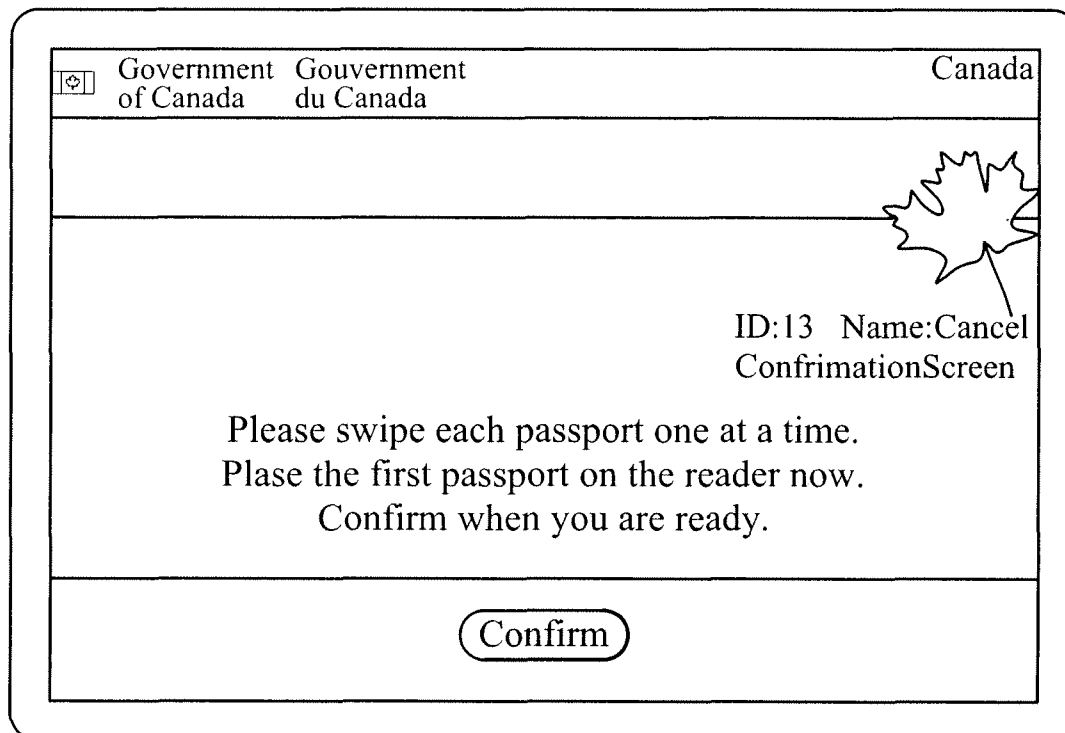 Government Gouvernment Canada
of Canada du Canada
ID:13 Name:Cancel
ConfrimationScreen
Please swipe each passport one at a time.
Plase the first passport on the reader now.
Confirm when you are ready.
Confirm